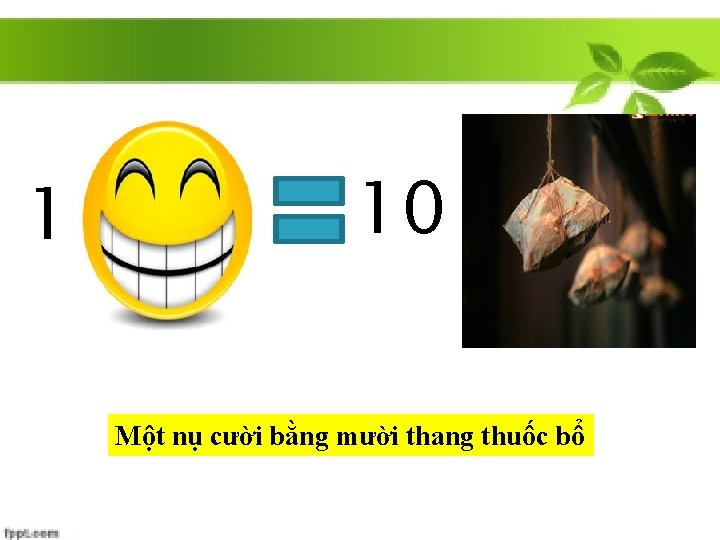 1
10
Một nụ cười bằng mười thang thuốc bổ
fppt.com